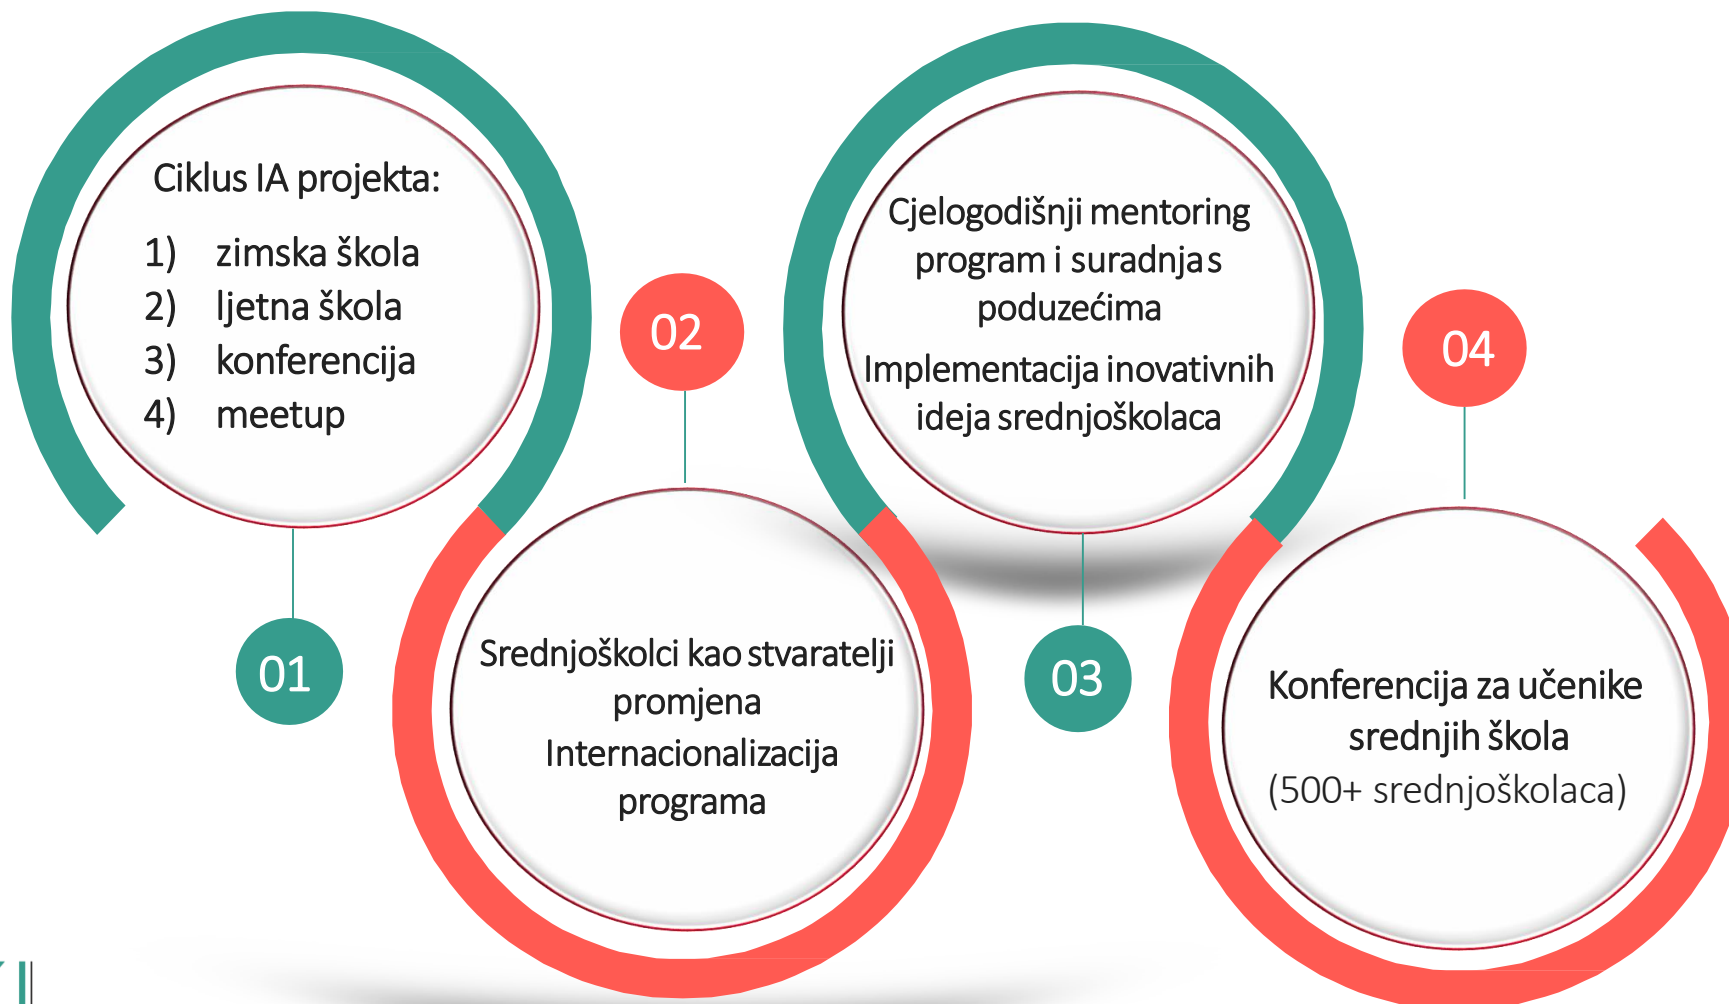 Ciklus IA projekta:
1) zimska škola
2) ljetna škola
3) konferencija
4) meetup
01
02
Srednjoškolci kao stvaratelji
promjena
Internacionalizacija
programa
Cjelogodišnji mentoring
program i suradnja s
poduzećima
Implementacija inovativnih
ideja srednjoškolaca
03
04
Konferencija za učenike
srednjih škola
(500+ srednjoškolaca)